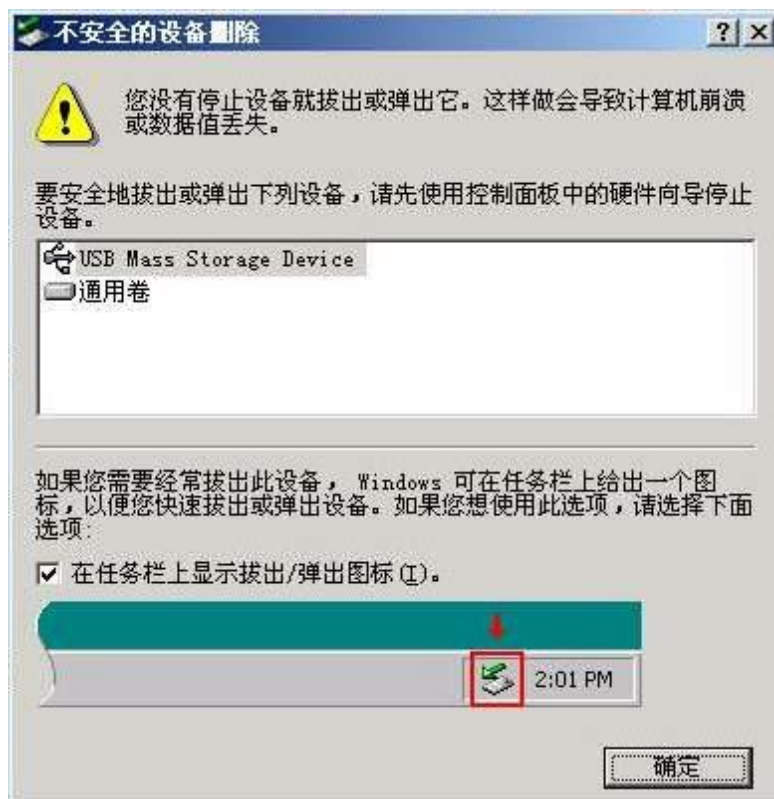 不安全的设备删除
您没有停止设备就拔出或弹出它。这样做会导致计算机崩溃
或数据值丢失。
要安全地拔出或弹出下列设备，请先使用控制面板中的硬件向导停止
设备。
USB Mass Storage Device
通用卷
如果您需要经常拔出此设备， Windows 可在任务栏上给出一个图
标，以便您快速拔出或弹出设备。如果您想使用此选项，请选择下面
选项:
在任务栏上显示拔出/弹出图标(I)。
2:01 PM
确定